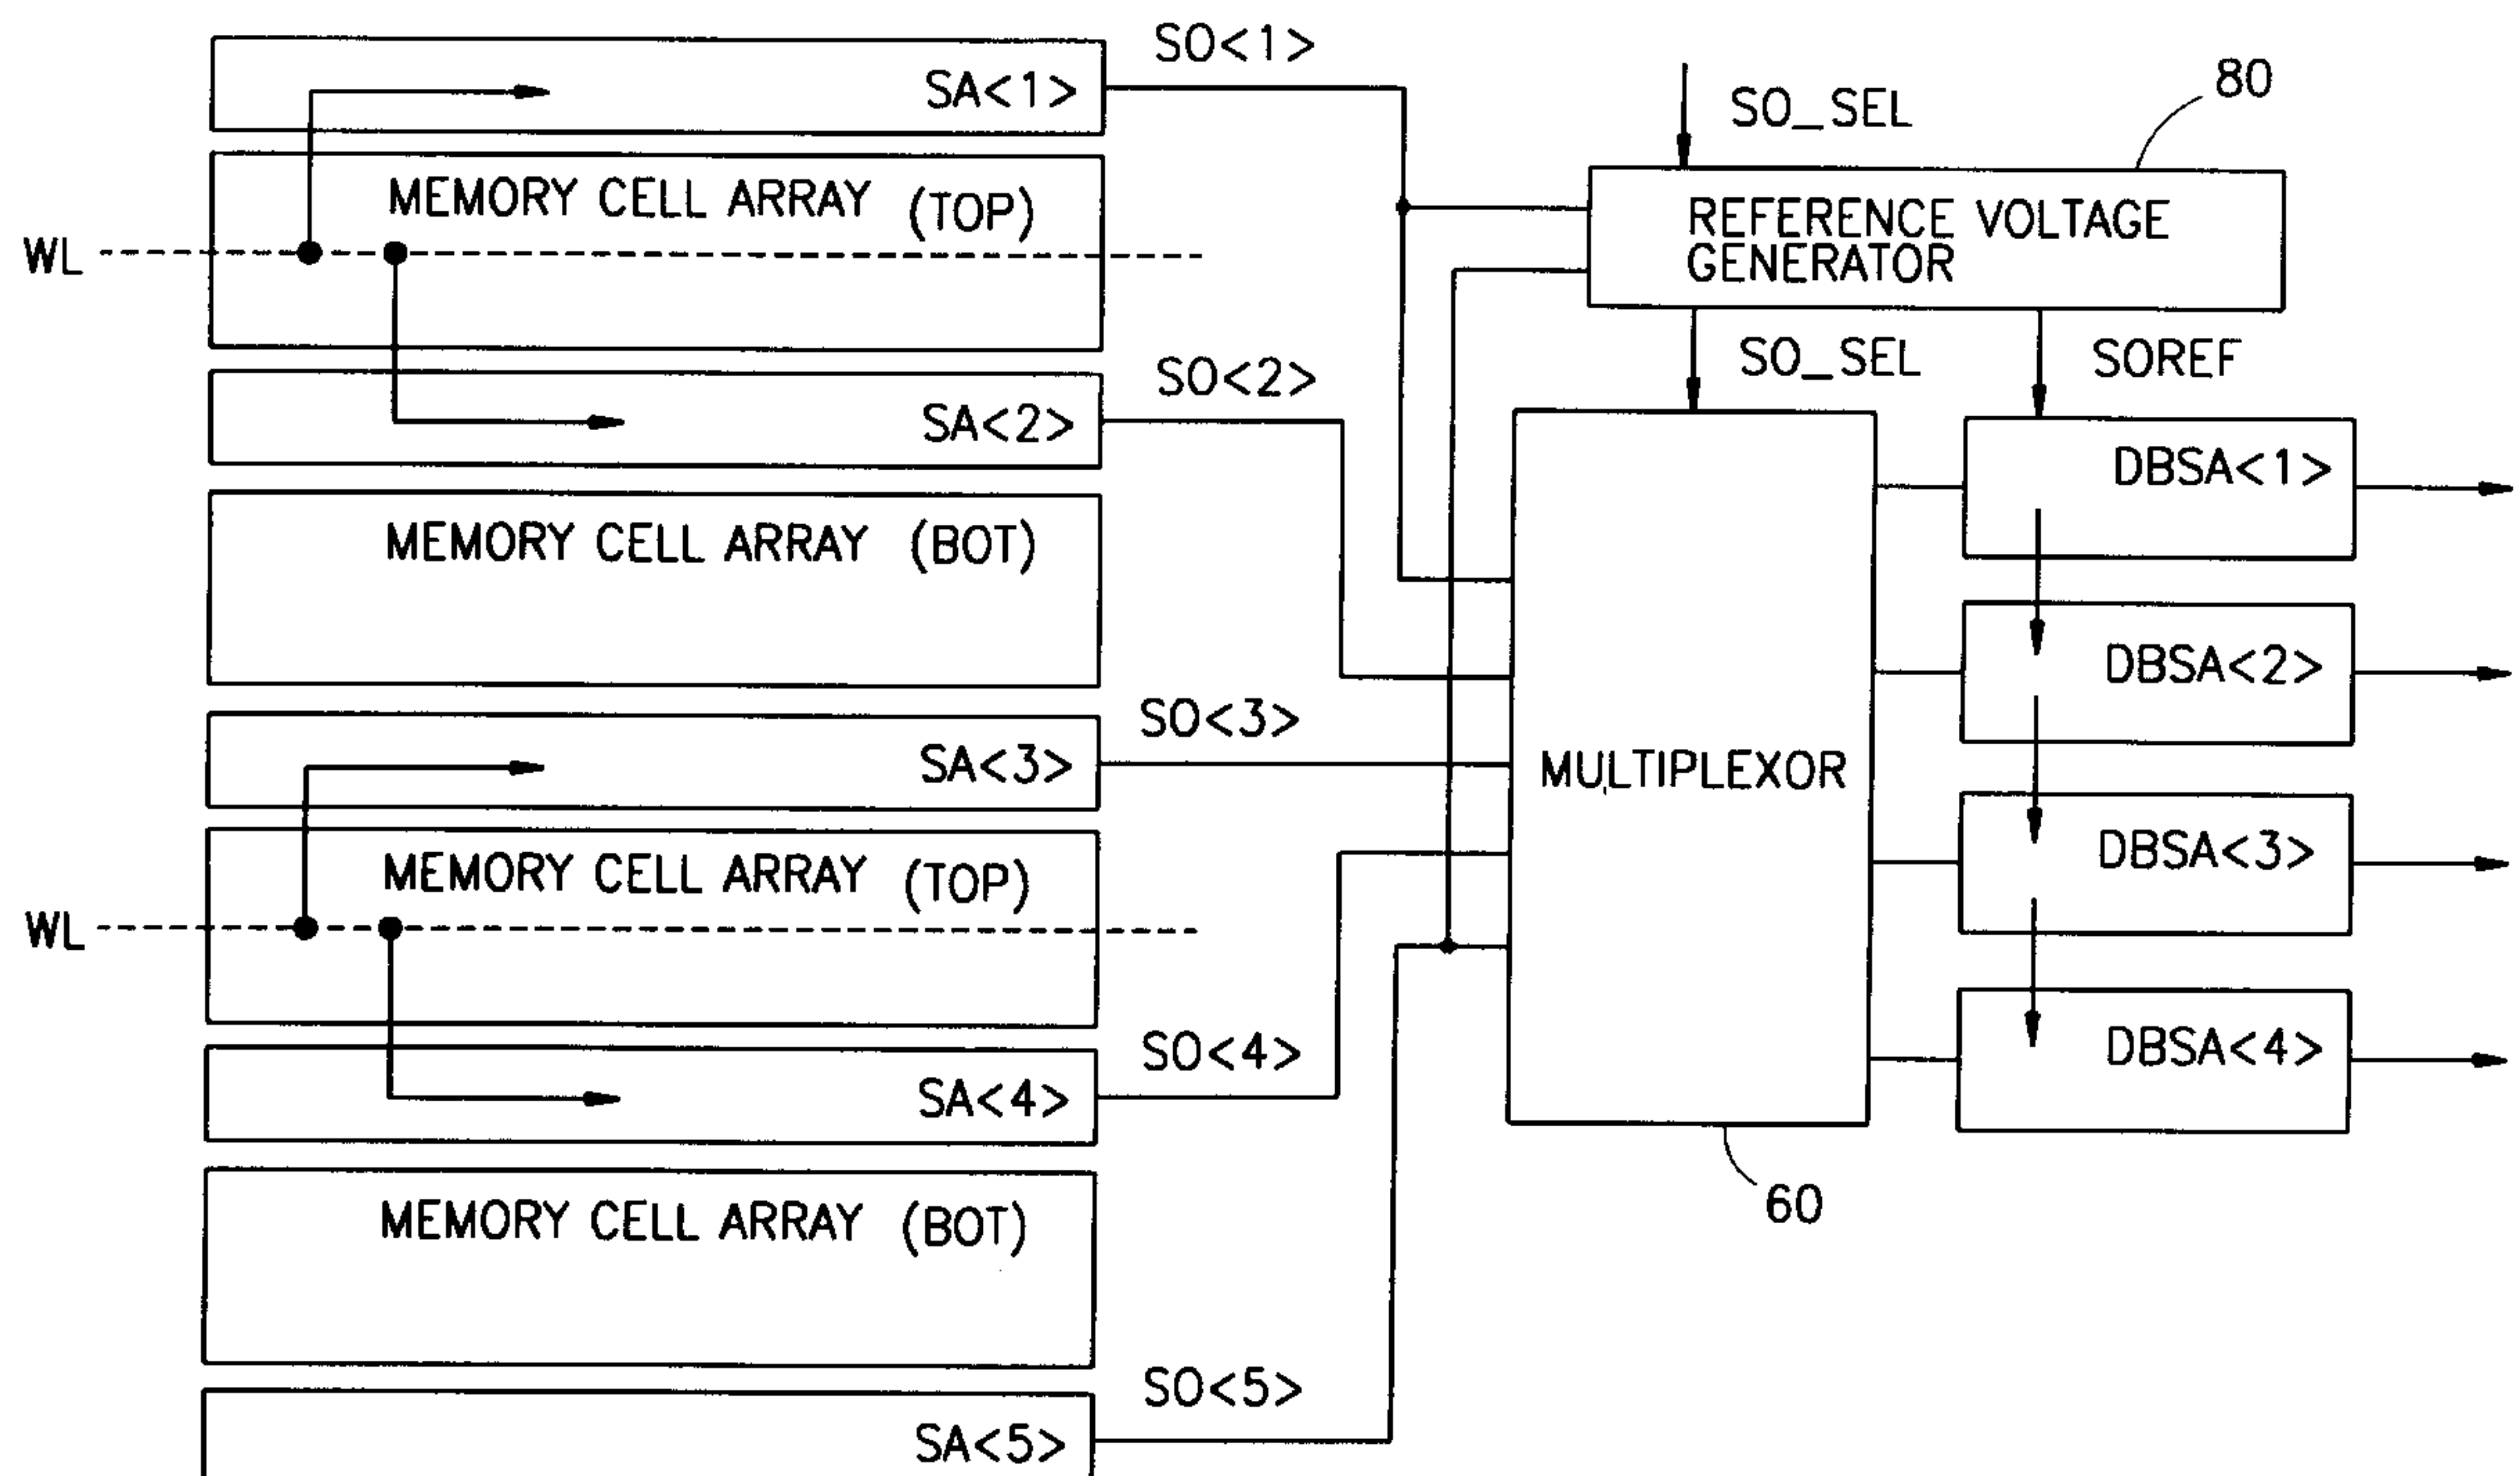 SO<1>
SA<1>
SO_SEL
80
MEMORY CELL ARRAY (TOP)
REFERENCE VOLTAGE
GENERATOR
WL
SO<2>
SO_SEL
SOREF
SA<2>
DBSA<1>
MEMORY CELL ARRAY (BOT)
DBSA<2>
SO<3>
SA<3>
MULTIPLEXOR
DBSA<3>
MEMORY CELL ARRAY (TOP)
WL
SO<4>
DBSA<4>
SA<4>
60
MEMORY CELL ARRAY (BOT)
SO<5>
SA<5>